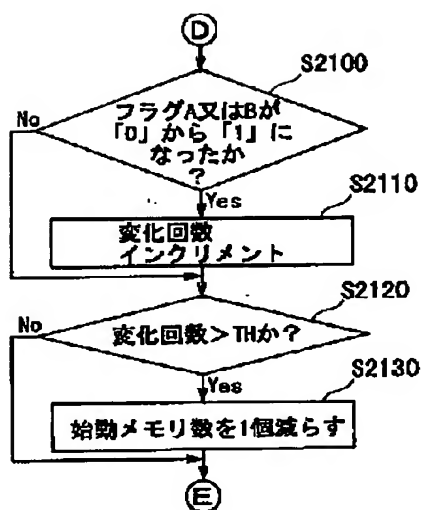 D
S2100
フラグA又はBが
「0」から「1」に
なったか
?
No
Yes
S2110
変化回数
インクリメント
S2120
変化回数>THか?
No
Yes
S2130
始動メモリ数を1個減らす
E